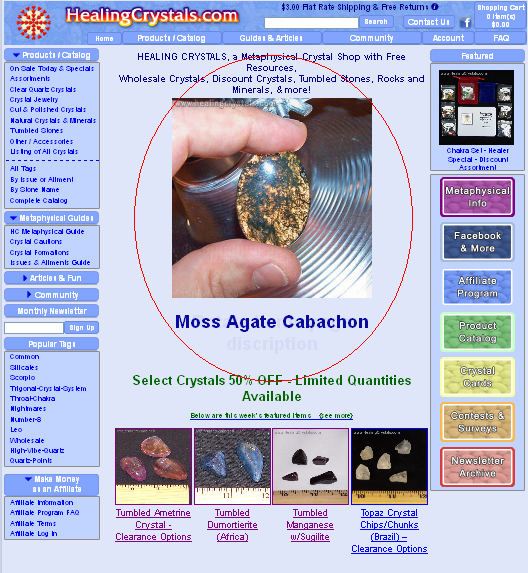 HealingCrystals.com
$3.00 Flat Rate Shipping & Free Returns
Search
Contact Us
Shopping Cart
0 item(s)
$0.00
Home
Products / Catalog
Guides & Articles
Community
Account
FAQ
Products / Catalog
On Sale Today & Specials
Assortments
Clear Quartz Crystals
Crystal Jewelry
Cut & Polished Crystals
Natural Crystals & Minerals
Tumbled Stones
Other / Accessories
Listing of All Crystals
All Tags
By Issue or Ailment
By Stone Name
Complete Catalog
Metaphysical Guides
HC Metaphysical Guide
Crystal Cautions
Crystal Formations
Issues & Ailments Guide
Articles & Fun
Community
Monthly Newsletter
Sign Up
Popular Tags
Common
Silicates
Scorpio
Trigonal-Crystal-System
Throat-Chakra
Nightmares
Number-8
Leo
Wholesale
High-Vibe-Quartz
Quartz-Points
Make Money
as an Affiliate
Affiliate Information
Affiliate Program FAQ
Affiliate Terms
Affiliate Log In
HEALING CRYSTALS, a Metaphysical Crystal Shop with Free
Resources.
Wholesale Crystals, Discount Crystals, Tumbled Stones, Rocks and
Minerals, & more!
Moss Agate Cabachon
discription
Select Crystals 50% OFF - Limited Quantities
Available
Below are this week's featured items (see more)
Tumbled Ametrine
Crystal -
Clearance Options
Tumbled
Dumortierite
(Africa)
Tumbled
Manganese
w/Sugilite
Topaz Crystal
Chips/Chunks
(Brazil) –
Clearance Options
Featured
Chakra Set - Healer
Special - Discount
Assortment
Metaphysical
Info
Facebook
& More
Affiliate
Program
Product
Catalog
Crystal
Cards
Contests &
Surveys
Newsletter
Archive